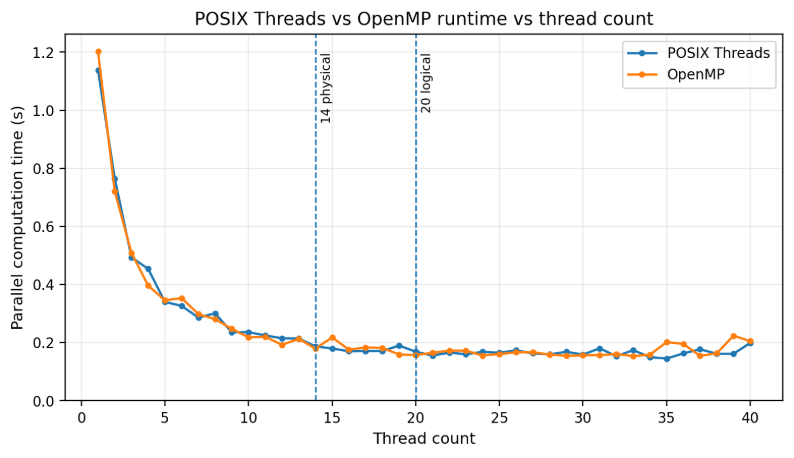 POSIX Threads vs OpenMP runtime vs thread count
POSIX Threads
OpenMP
14 physical
20 logical
Parallel computation time (s)
1.2
1.0
0.8
0.6
0.4
0.2
0.0
0 5 10 15 20 25 30 35 40
Thread count